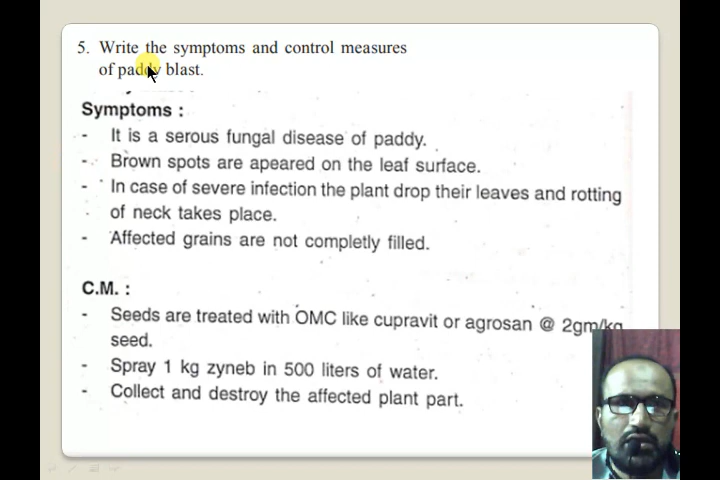 5. Write the symptoms and control measures
of paddy blast.
Symptoms :
- It is a serous fungal disease of paddy.
- Brown spots are apeared on the leaf surface.
- In case of severe infection the plant drop their leaves and rotting
of neck takes place.
- Affected grains are not completly filled.
C.M. :
- Seeds are treated with OMC like cupravit or agrosan @ 2gm/kg
seed.
- Spray 1 kg zyneb in 500 liters of water.
- Collect and destroy the affected plant part.